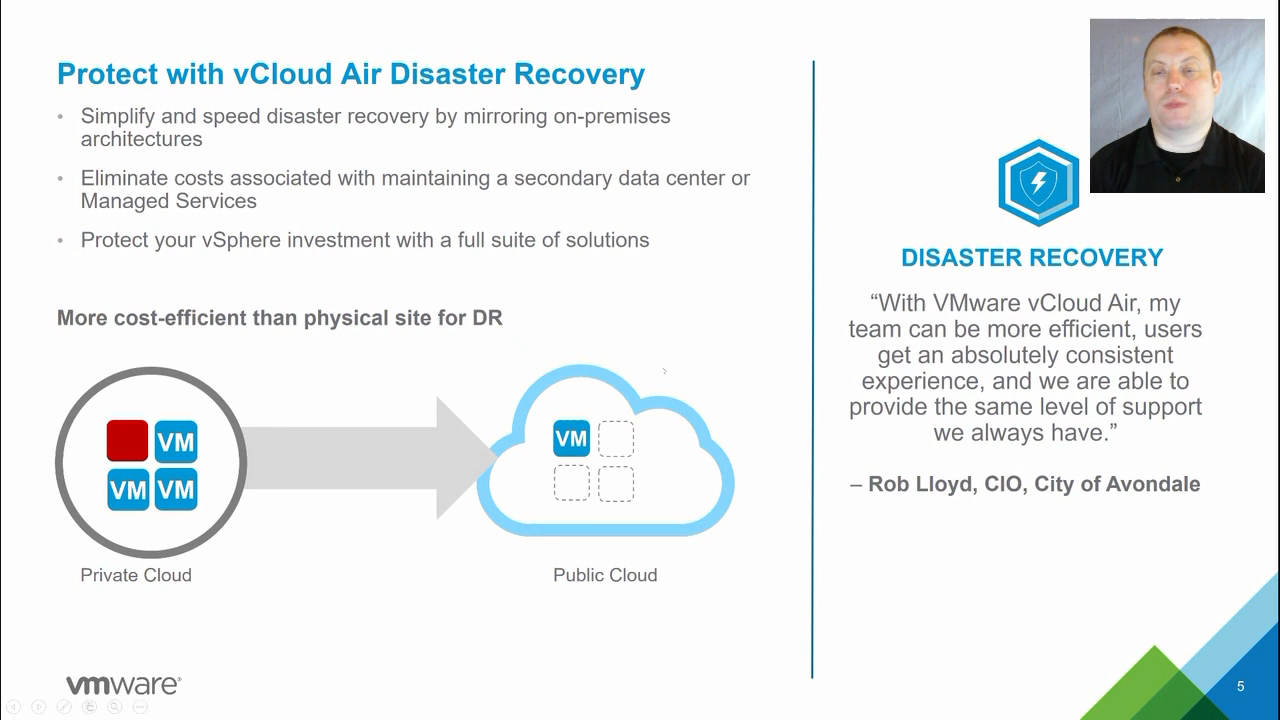 Protect with vCloud Air Disaster Recovery
• Simplify and speed disaster recovery by mirroring on-premises
architectures
• Eliminate costs associated with maintaining a secondary data center or
Managed Services
• Protect your vSphere investment with a full suite of solutions
More cost-efficient than physical site for DR
VM
VM VM
Private Cloud
VM
Public Cloud
DISASTER RECOVERY
“With VMware vCloud Air, my
team can be more efficient, users
get an absolutely consistent
experience, and we are able to
provide the same level of support
we always have.”
– Rob Lloyd, CIO, City of Avondale
vmware®
5